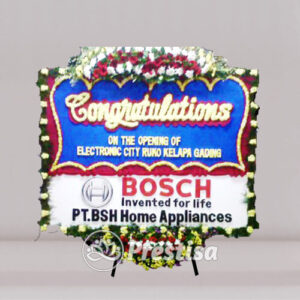 Congratulations
ON THE OPENING OF
ELECTRONIC CITY RUKO KELAPA GADING
BOSCH
Invented for life
PT.BSH Home Appliances
Prestisa